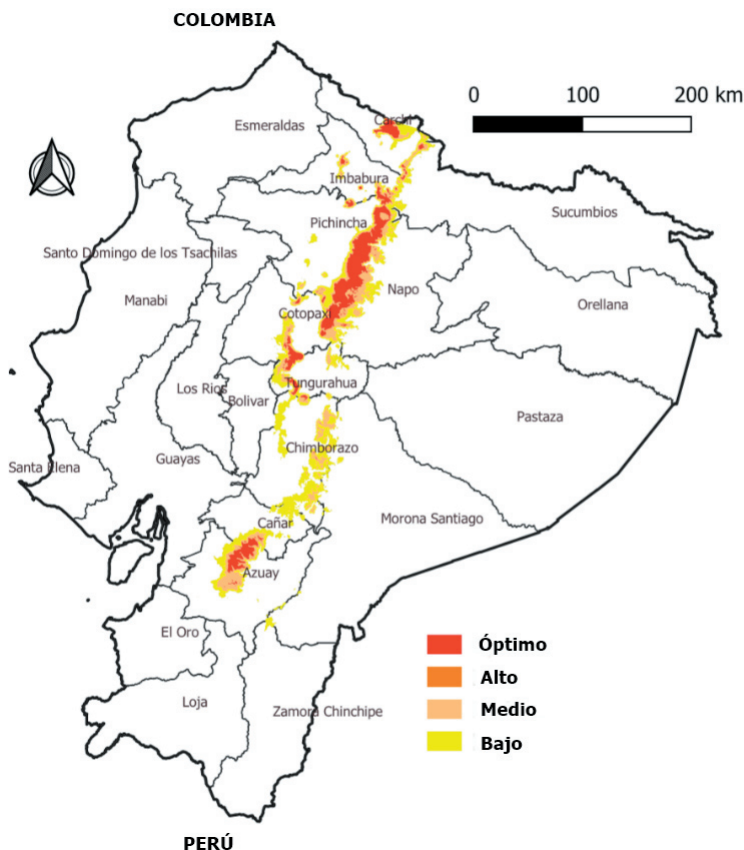 COLOMBIA
0 100 200 km
Carchi
Esmeraldas
Imbabura
Sucumbios
Pichincha
Santo Domingo de los Tsachilas
Napo
Manabi
Orellana
Cotopaxi
Los Rios
Tungurahua
Bolivar
Pastaza
Chimborazo
Guayas
Santa Elena
Cañar
Morona Santiago
Azuay
El Oro
Óptimo
Alto
Loja
Zamora Chinchipe
Medio
Bajo
PERÚ